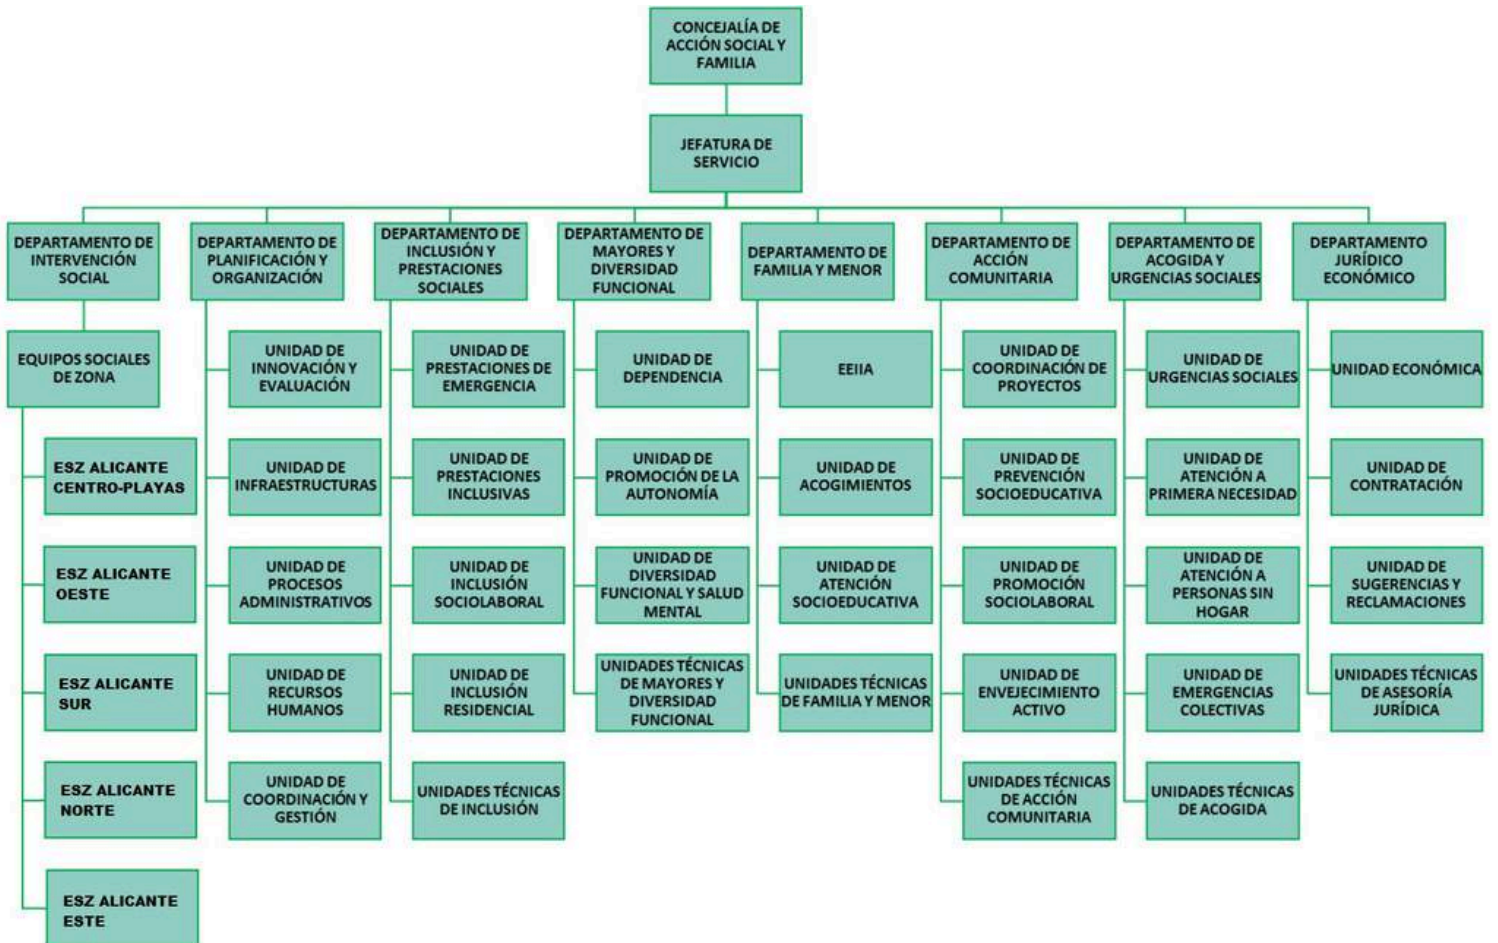 CONCEJALÍA DE
ACCIÓN SOCIAL Y
FAMILIA
JEFATURA DE
SERVICIO
DEPARTAMENTO DE
INTERVENCIÓN
SOCIAL
DEPARTAMENTO DE
PLANIFICACIÓN Y
ORGANIZACIÓN
DEPARTAMENTO DE
INCLUSIÓN Y
PRESTACIONES
SOCIALES
DEPARTAMENTO DE
MAYORES Y
DIVERSIDAD
FUNCIONAL
DEPARTAMENTO DE
FAMILIA Y MENOR
DEPARTAMENTO DE
ACCIÓN
COMUNITARIA
DEPARTAMENTO DE
ACOGIDA Y
URGENCIAS SOCIALES
DEPARTAMENTO
JURÍDICO
ECONÓMICO
EQUIPOS SOCIALES
DE ZONA
UNIDAD DE
INNOVACIÓN Y
EVALUACIÓN
UNIDAD DE
PRESTACIONES DE
EMERGENCIA
UNIDAD DE
DEPENDENCIA
EEIIA
UNIDAD DE
COORDINACIÓN DE
PROYECTOS
UNIDAD DE
URGENCIAS SOCIALES
UNIDAD ECONÓMICA
ESZ ALICANTE
CENTRO-PLAYAS
UNIDAD DE
INFRAESTRUCTURAS
UNIDAD DE
PRESTACIONES
INCLUSIVAS
UNIDAD DE
PROMOCIÓN DE LA
AUTONOMÍA
UNIDAD DE
ACOGIMIENTOS
UNIDAD DE
PREVENCIÓN
SOCIOEDUCATIVA
UNIDAD DE
ATENCIÓN A
PRIMERA NECESIDAD
UNIDAD DE
CONTRATACIÓN
ESZ ALICANTE
OESTE
UNIDAD DE
PROCESOS
ADMINISTRATIVOS
UNIDAD DE
INCLUSIÓN
SOCIOLABORAL
UNIDAD DE
DIVERSIDAD
FUNCIONAL Y SALUD
MENTAL
UNIDAD DE
ATENCIÓN
SOCIOEDUCATIVA
UNIDAD DE
PROMOCIÓN
SOCIOLABORAL
UNIDAD DE
ATENCIÓN A
PERSONAS SIN
HOGAR
UNIDAD DE
SUGERENCIAS Y
RECLAMACIONES
ESZ ALICANTE
SUR
UNIDAD DE
RECURSOS
HUMANOS
UNIDAD DE
INCLUSIÓN
RESIDENCIAL
UNIDADES TÉCNICAS
DE MAYORES Y
DIVERSIDAD
FUNCIONAL
UNIDADES TÉCNICAS
DE FAMILIA Y MENOR
UNIDAD DE
ENVEJECIMIENTO
ACTIVO
UNIDAD DE
EMERGENCIAS
COLECTIVAS
UNIDADES TÉCNICAS
DE ASESORÍA
JURÍDICA
ESZ ALICANTE
NORTE
UNIDAD DE
COORDINACIÓN Y
GESTIÓN
UNIDADES TÉCNICAS
DE INCLUSIÓN
UNIDADES TÉCNICAS
DE ACCIÓN
COMUNITARIA
UNIDADES TÉCNICAS
DE ACOGIDA
ESZ ALICANTE
ESTE